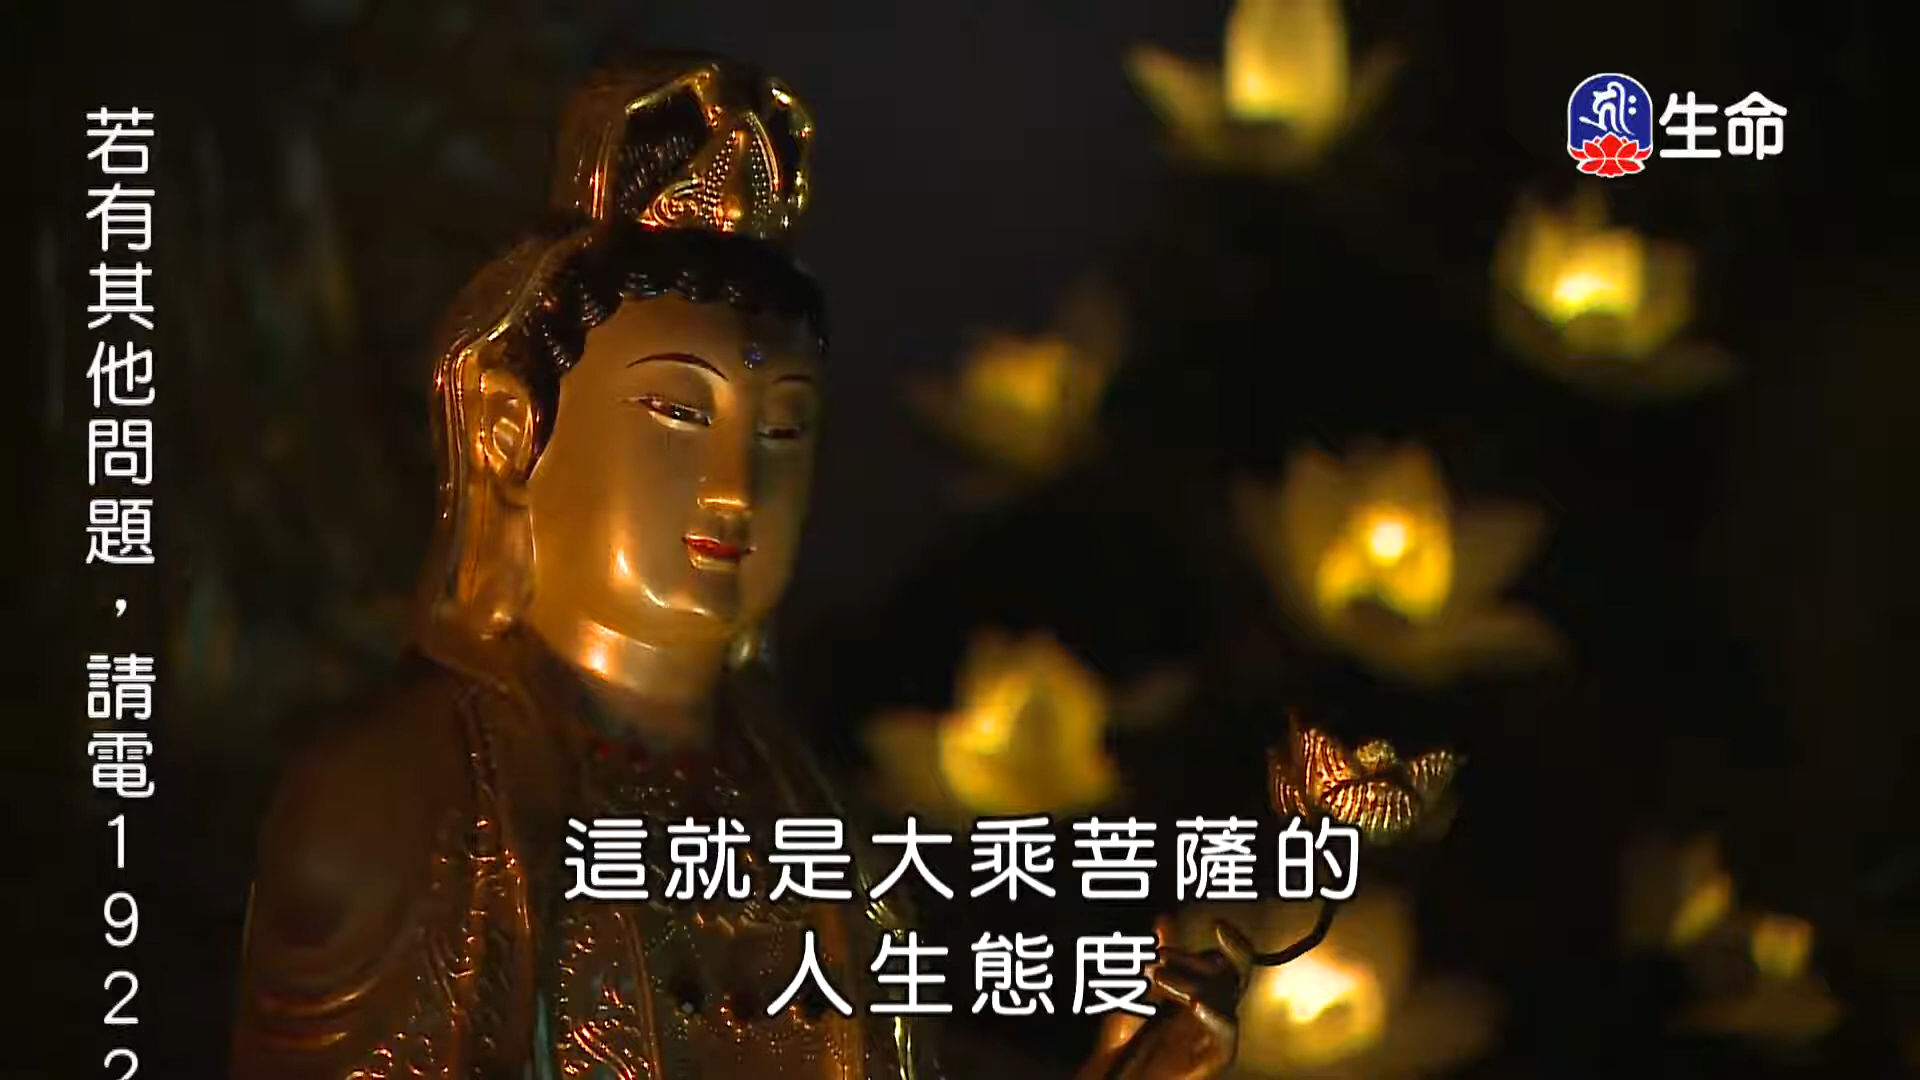 若有其他問題，請電1922
生命
這就是大乘菩薩的
人生態度